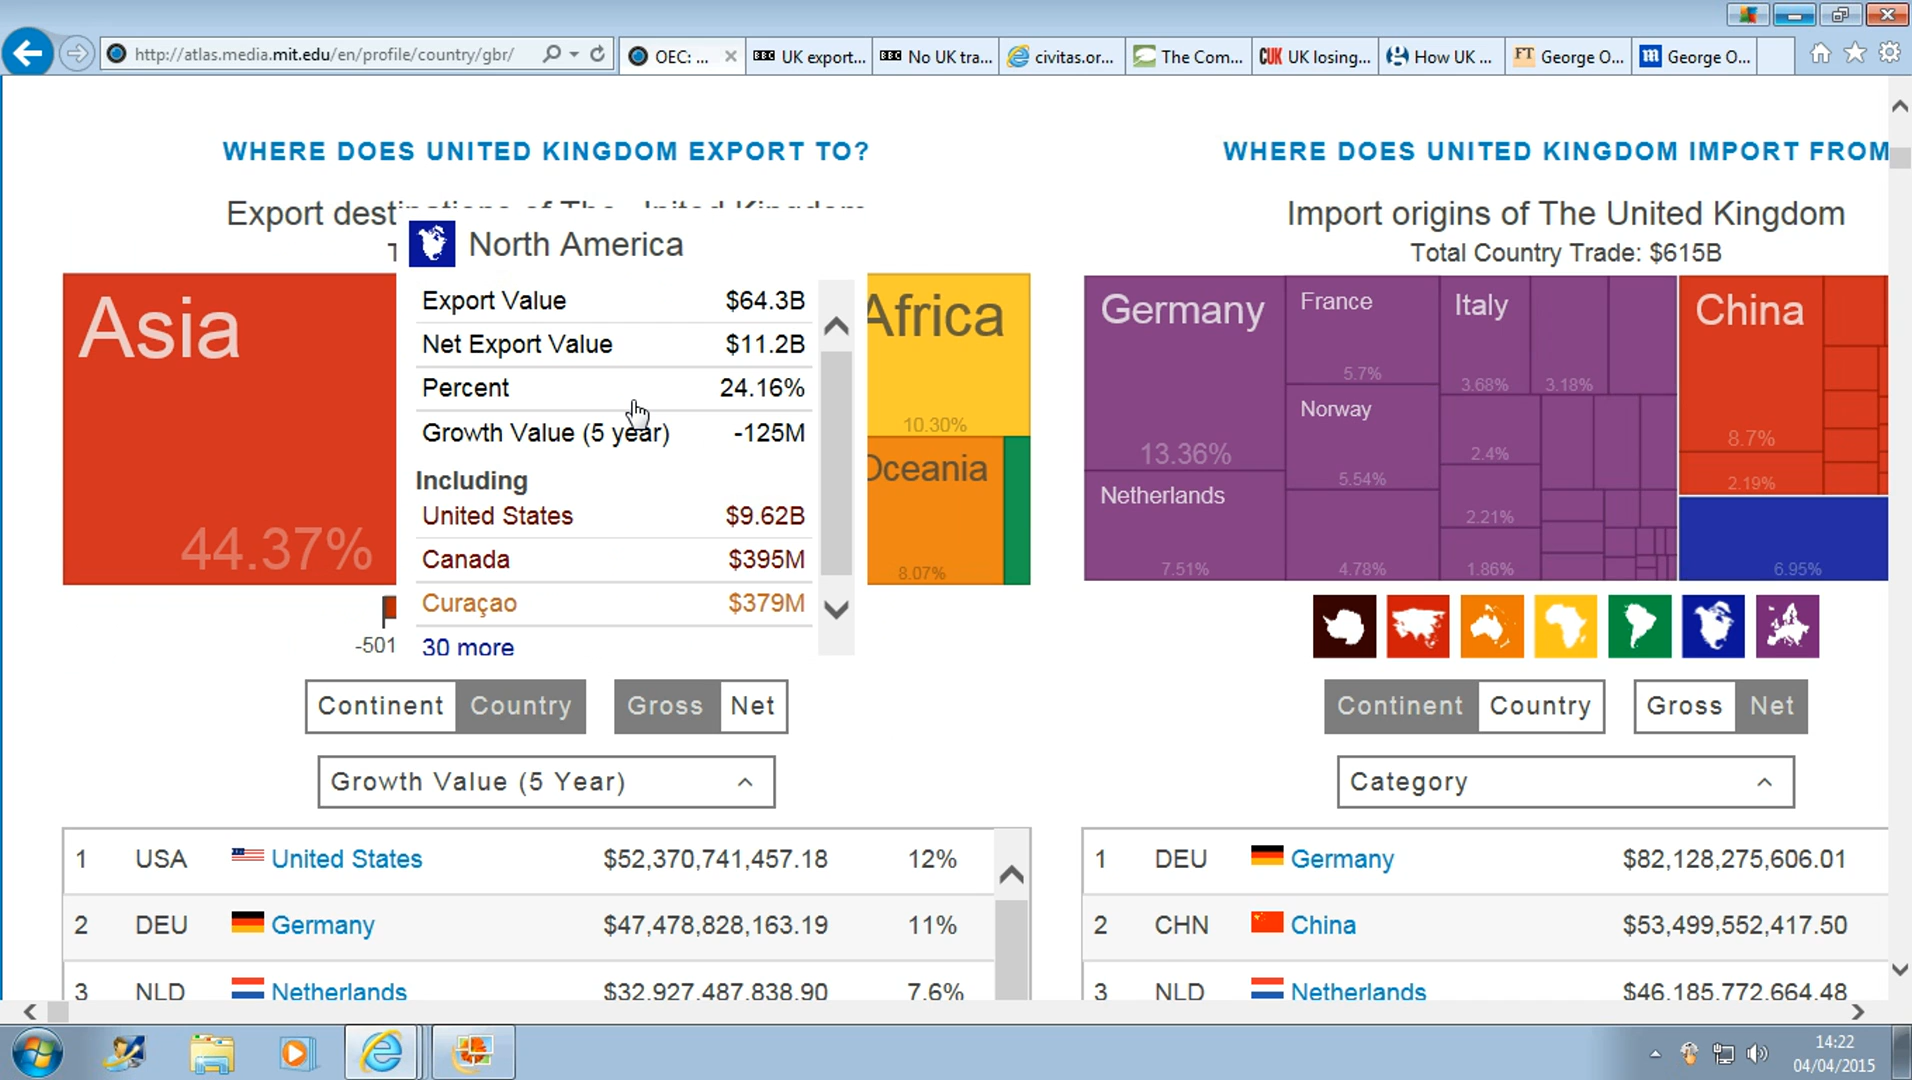 http://atlas.media.mit.edu/en/profile/country/gbr/
OEC: ...
BBC UK export...
BBC No UK tra...
civitas.or...
The Com...
CUK UK losing...
How UK ...
FT George O...
m George O...
WHERE DOES UNITED KINGDOM EXPORT TO?
WHERE DOES UNITED KINGDOM IMPORT FROM
Export destinations of The United Kingdom
Import origins of The United Kingdom
Total Country Trade: $615B
North America
Export Value $64.3B
Net Export Value $11.2B
Percent 24.16%
Growth Value (5 year) -125M
Including
United States $9.62B
Canada $395M
Curaçao $379M
30 more
Asia
44.37%
Africa
10.30%
Oceania
8.07%
-501
Germany
13.36%
Netherlands
7.51%
France
5.7%
Norway
5.54%
4.78%
Italy
3.68%
3.18%
2.4%
2.21%
1.86%
China
8.7%
2.19%
6.95%
Continent Country Gross Net
Continent Country Gross Net
Growth Value (5 Year)
Category
1 USA United States $52,370,741,457.18 12%
2 DEU Germany $47,478,828,163.19 11%
3 NLD Netherlands $32,927,487,838.90 7.6%
1 DEU Germany $82,128,275,606.01
2 CHN China $53,499,552,417.50
3 NLD Netherlands $46,185,772,664.48
14:22
04/04/2015